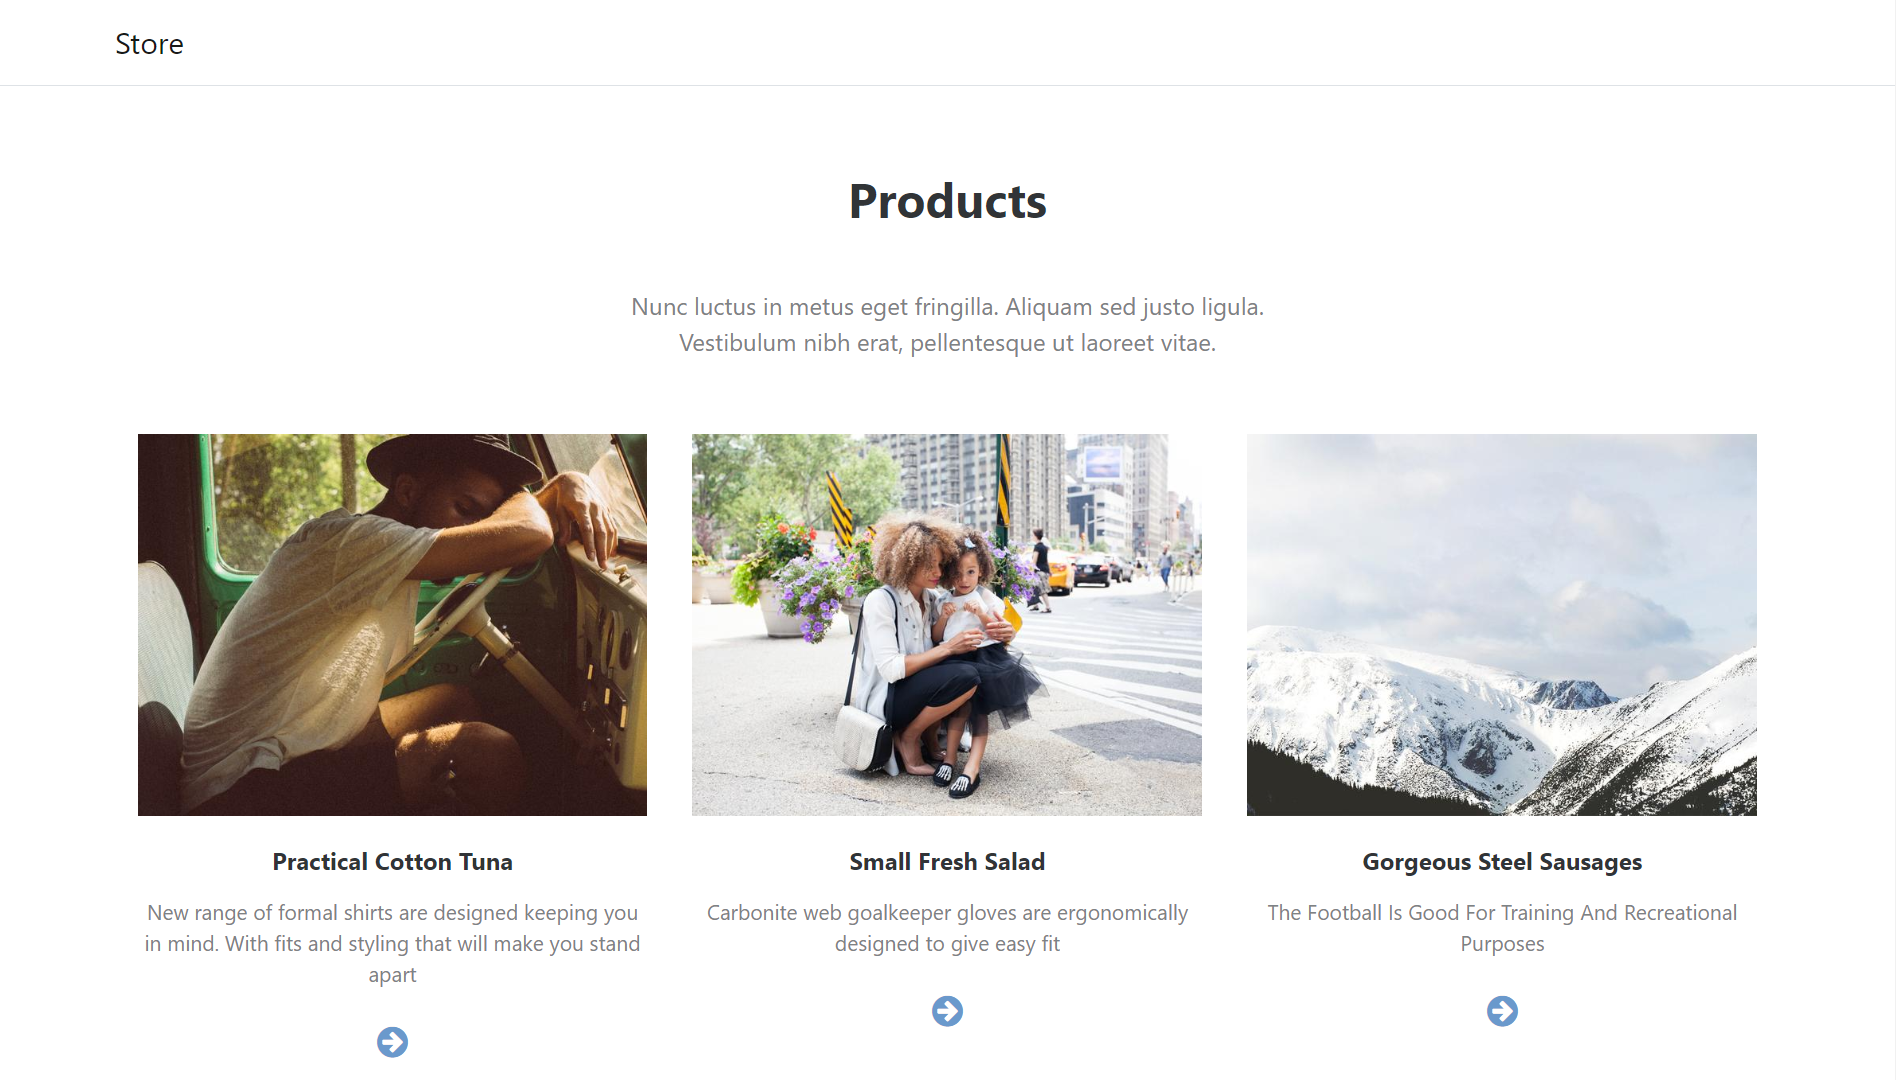 Store
Products
Nunc luctus in metus eget fringilla. Aliquam sed justo ligula.
Vestibulum nibh erat, pellentesque ut laoreet vitae.
Practical Cotton Tuna
New range of formal shirts are designed keeping you
in mind. With fits and styling that will make you stand
apart
Small Fresh Salad
Carbonite web goalkeeper gloves are ergonomically
designed to give easy fit
Gorgeous Steel Sausages
The Football Is Good For Training And Recreational
Purposes